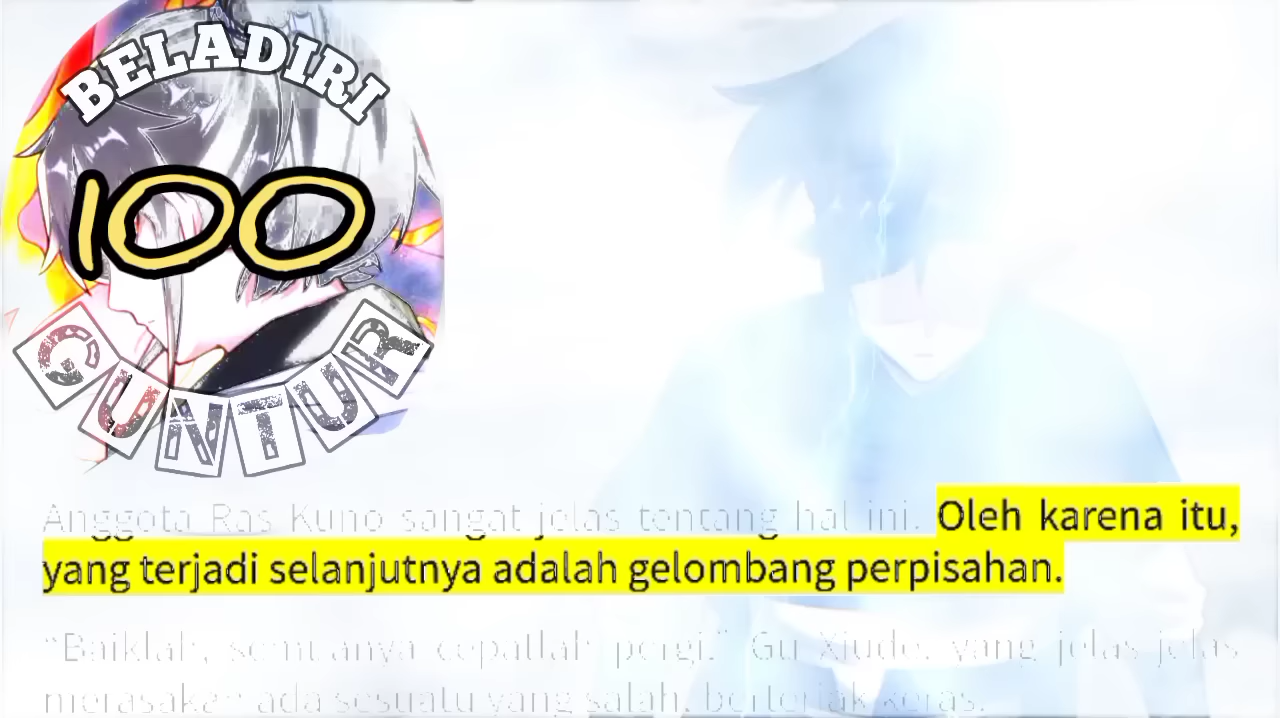 BELADIRI
100
GUNTUR
Anggota Ras Kuno sangat jelas tentang hal ini. Oleh karena itu,
yang terjadi selanjutnya adalah gelombang perpisahan.
"Baiklah, semuanya cepatlah pergi." Gu Xiude, yang jelas jelas
merasakan ada sesuatu yang salah, berteriak keras.